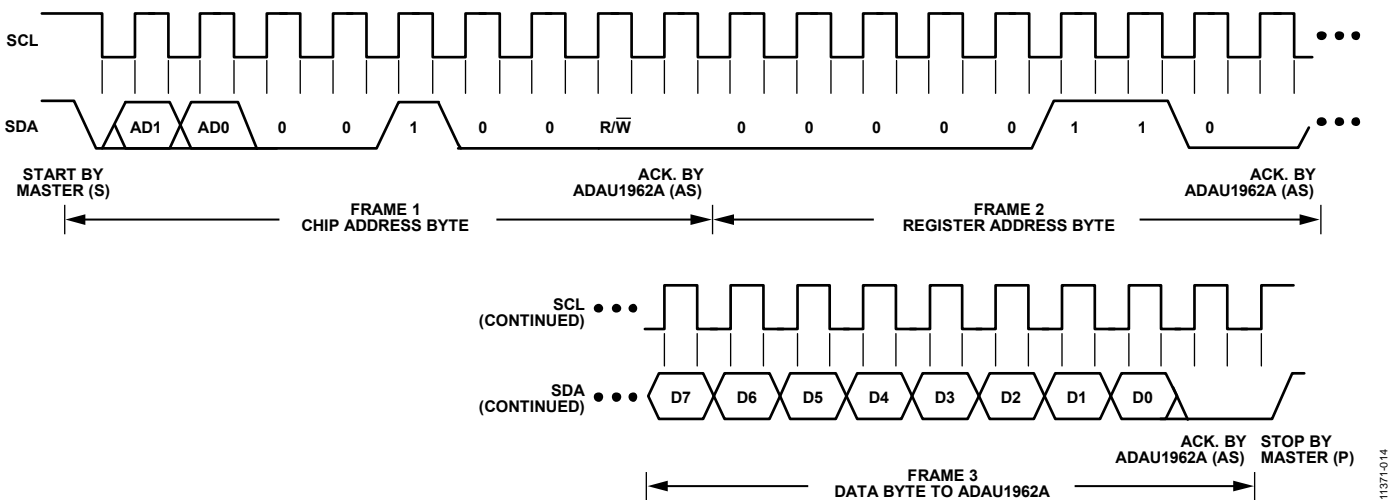 SCL
SDA
AD1 AD0 0 0 1 0 0 R/W̅ 0 0 0 0 0 1 1 0
START BY
MASTER (S)
ACK. BY
ADAU1962A (AS)
ACK. BY
ADAU1962A (AS)
FRAME 1
CHIP ADDRESS BYTE
FRAME 2
REGISTER ADDRESS BYTE
SCL
(CONTINUED)
SDA
(CONTINUED)
D7 D6 D5 D4 D3 D2 D1 D0
ACK. BY
ADAU1962A (AS)
STOP BY
MASTER (P)
FRAME 3
DATA BYTE TO ADAU1962A
11371-014